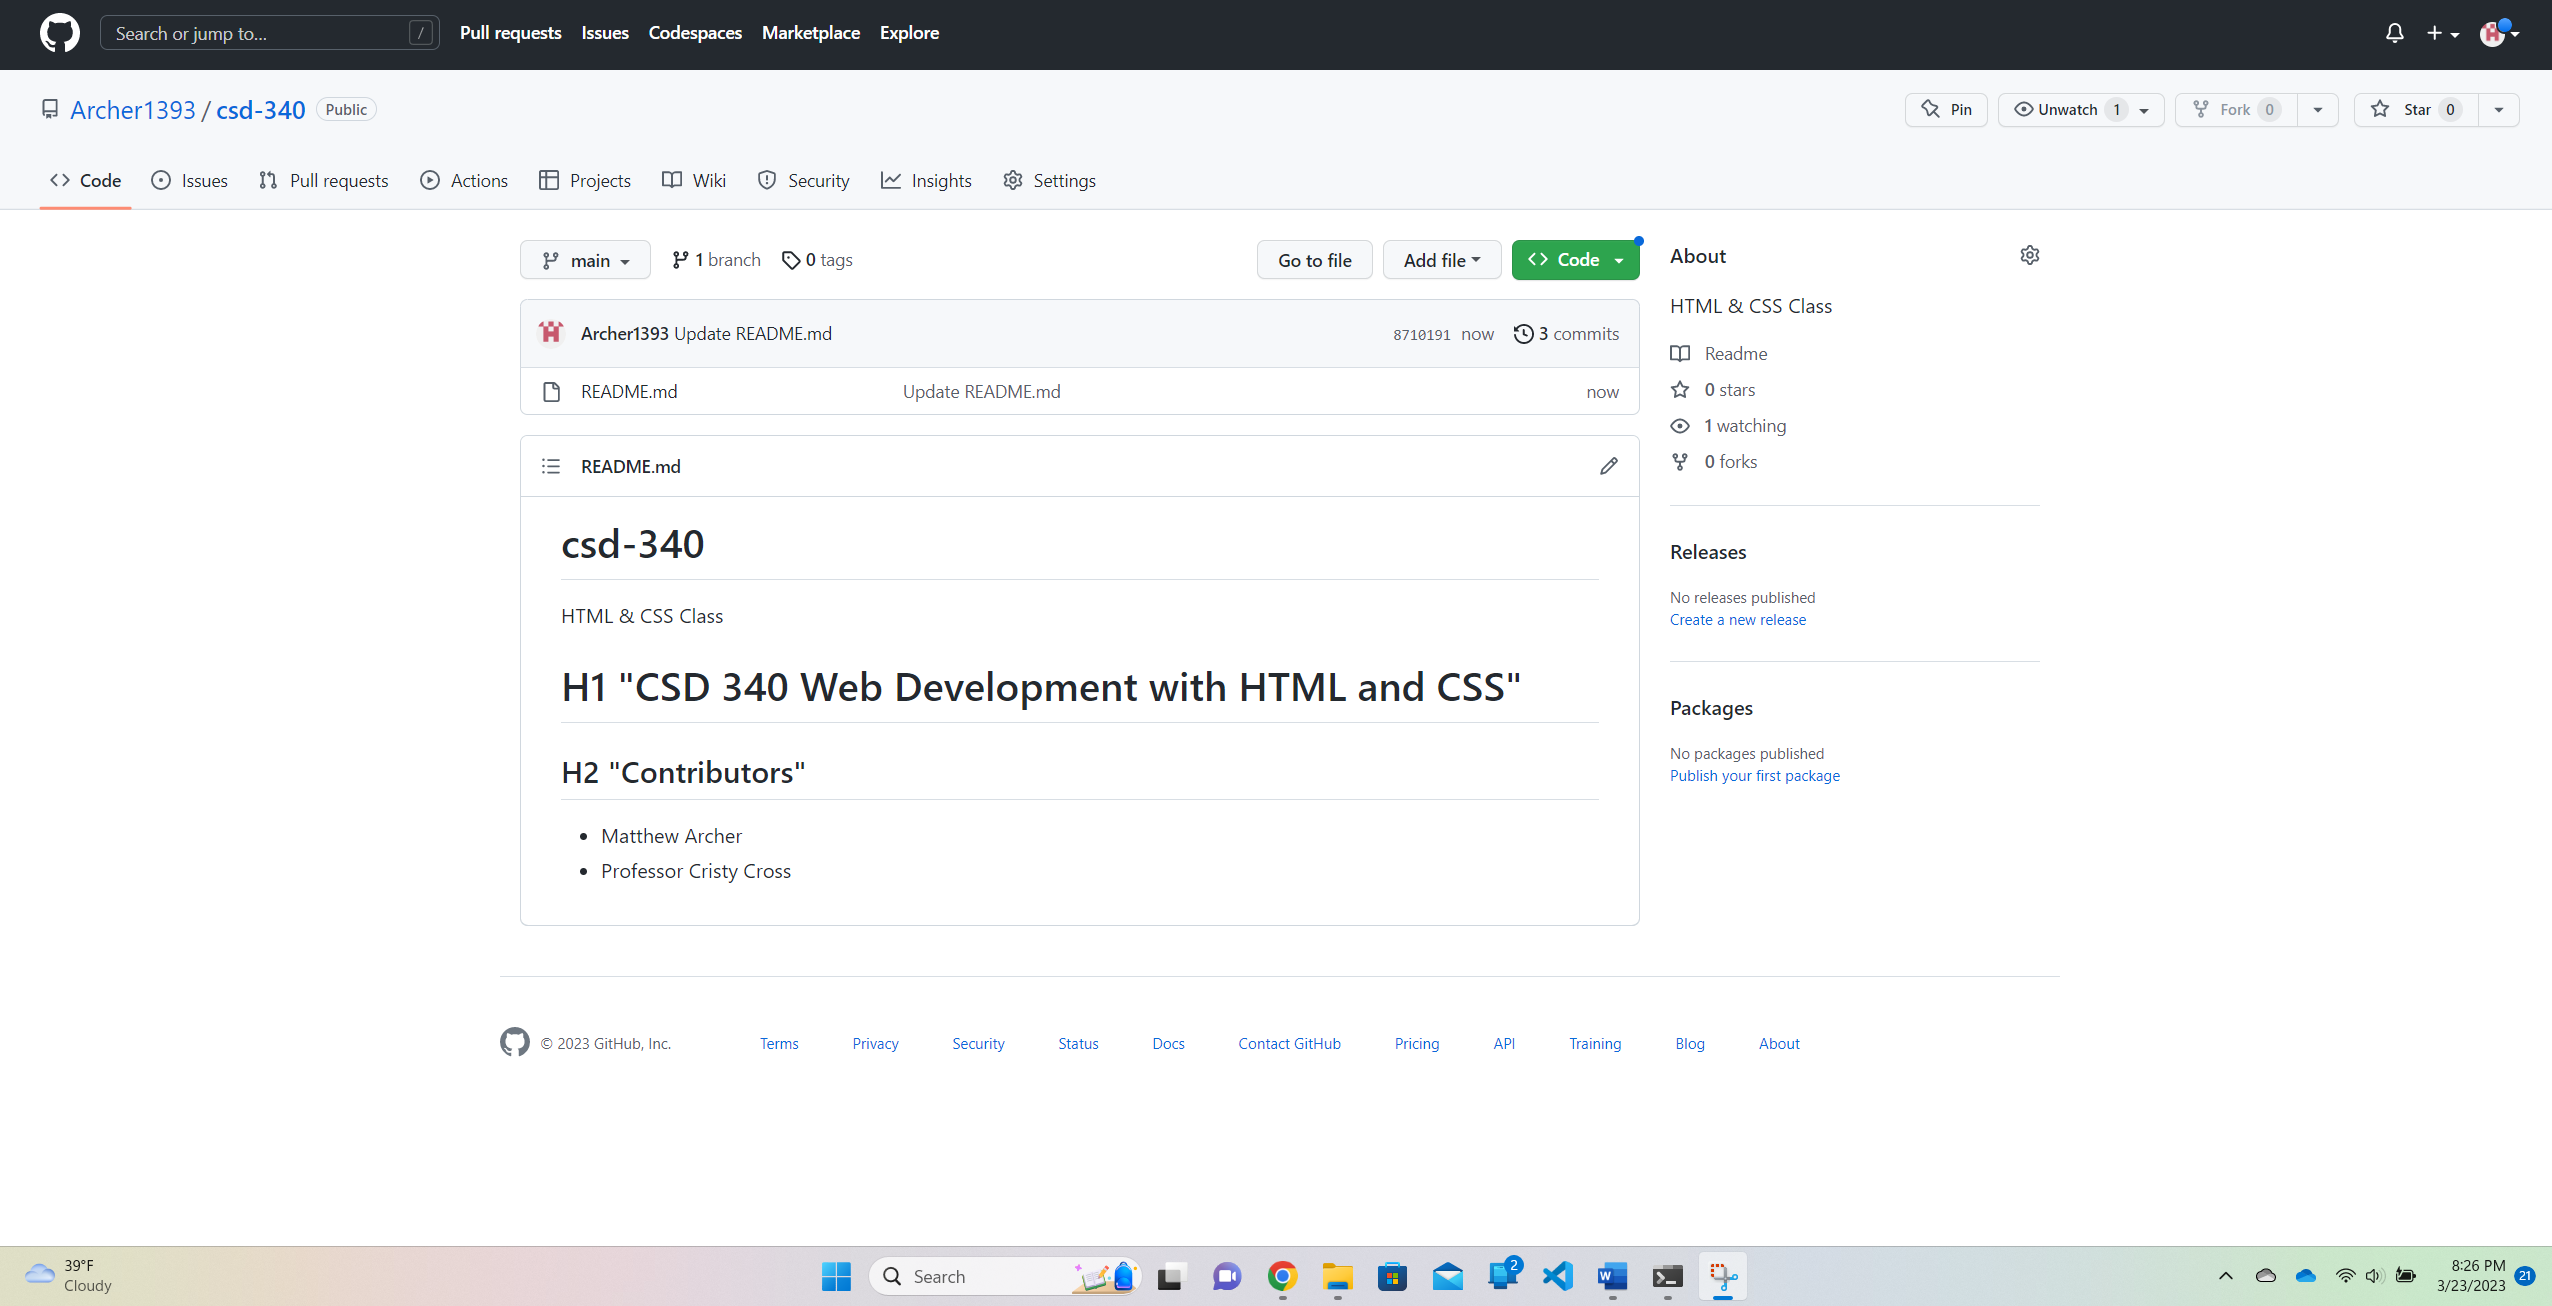 Search or jump to... /
Pull requests Issues Codespaces Marketplace Explore
Archer1393 / csd-340 Public
Pin Unwatch 1 Fork 0 Star 0
Code Issues Pull requests Actions Projects Wiki Security Insights Settings
main 1 branch 0 tags Go to file Add file Code
Archer1393 Update README.md 8710191 now 3 commits
README.md Update README.md now
README.md
csd-340
HTML & CSS Class
H1 "CSD 340 Web Development with HTML and CSS"
H2 "Contributors"
Matthew Archer
Professor Cristy Cross
About
HTML & CSS Class
Readme
0 stars
1 watching
0 forks
Releases
No releases published
Create a new release
Packages
No packages published
Publish your first package
© 2023 GitHub, Inc. Terms Privacy Security Status Docs Contact GitHub Pricing API Training Blog About
39°F
Cloudy
Search
2
W
8:26 PM
3/23/2023
21